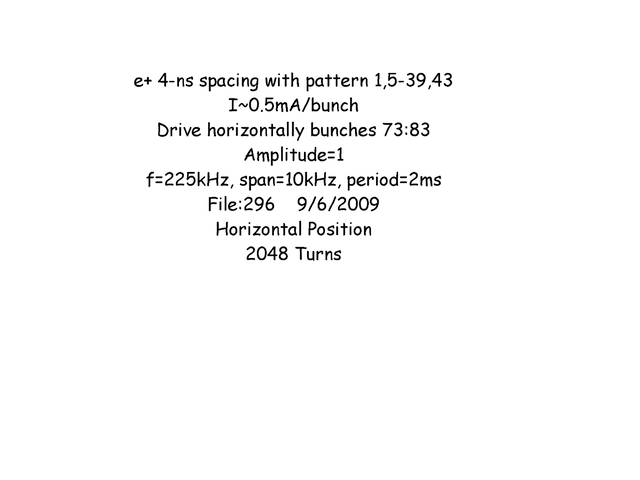 e+ 4-ns spacing with pattern 1,5-39,43
I~0.5mA/bunch
Drive horizontally bunches 73:83
Amplitude=1
f=225kHz, span=10kHz, period=2ms
File:296 9/6/2009
Horizontal Position
2048 Turns